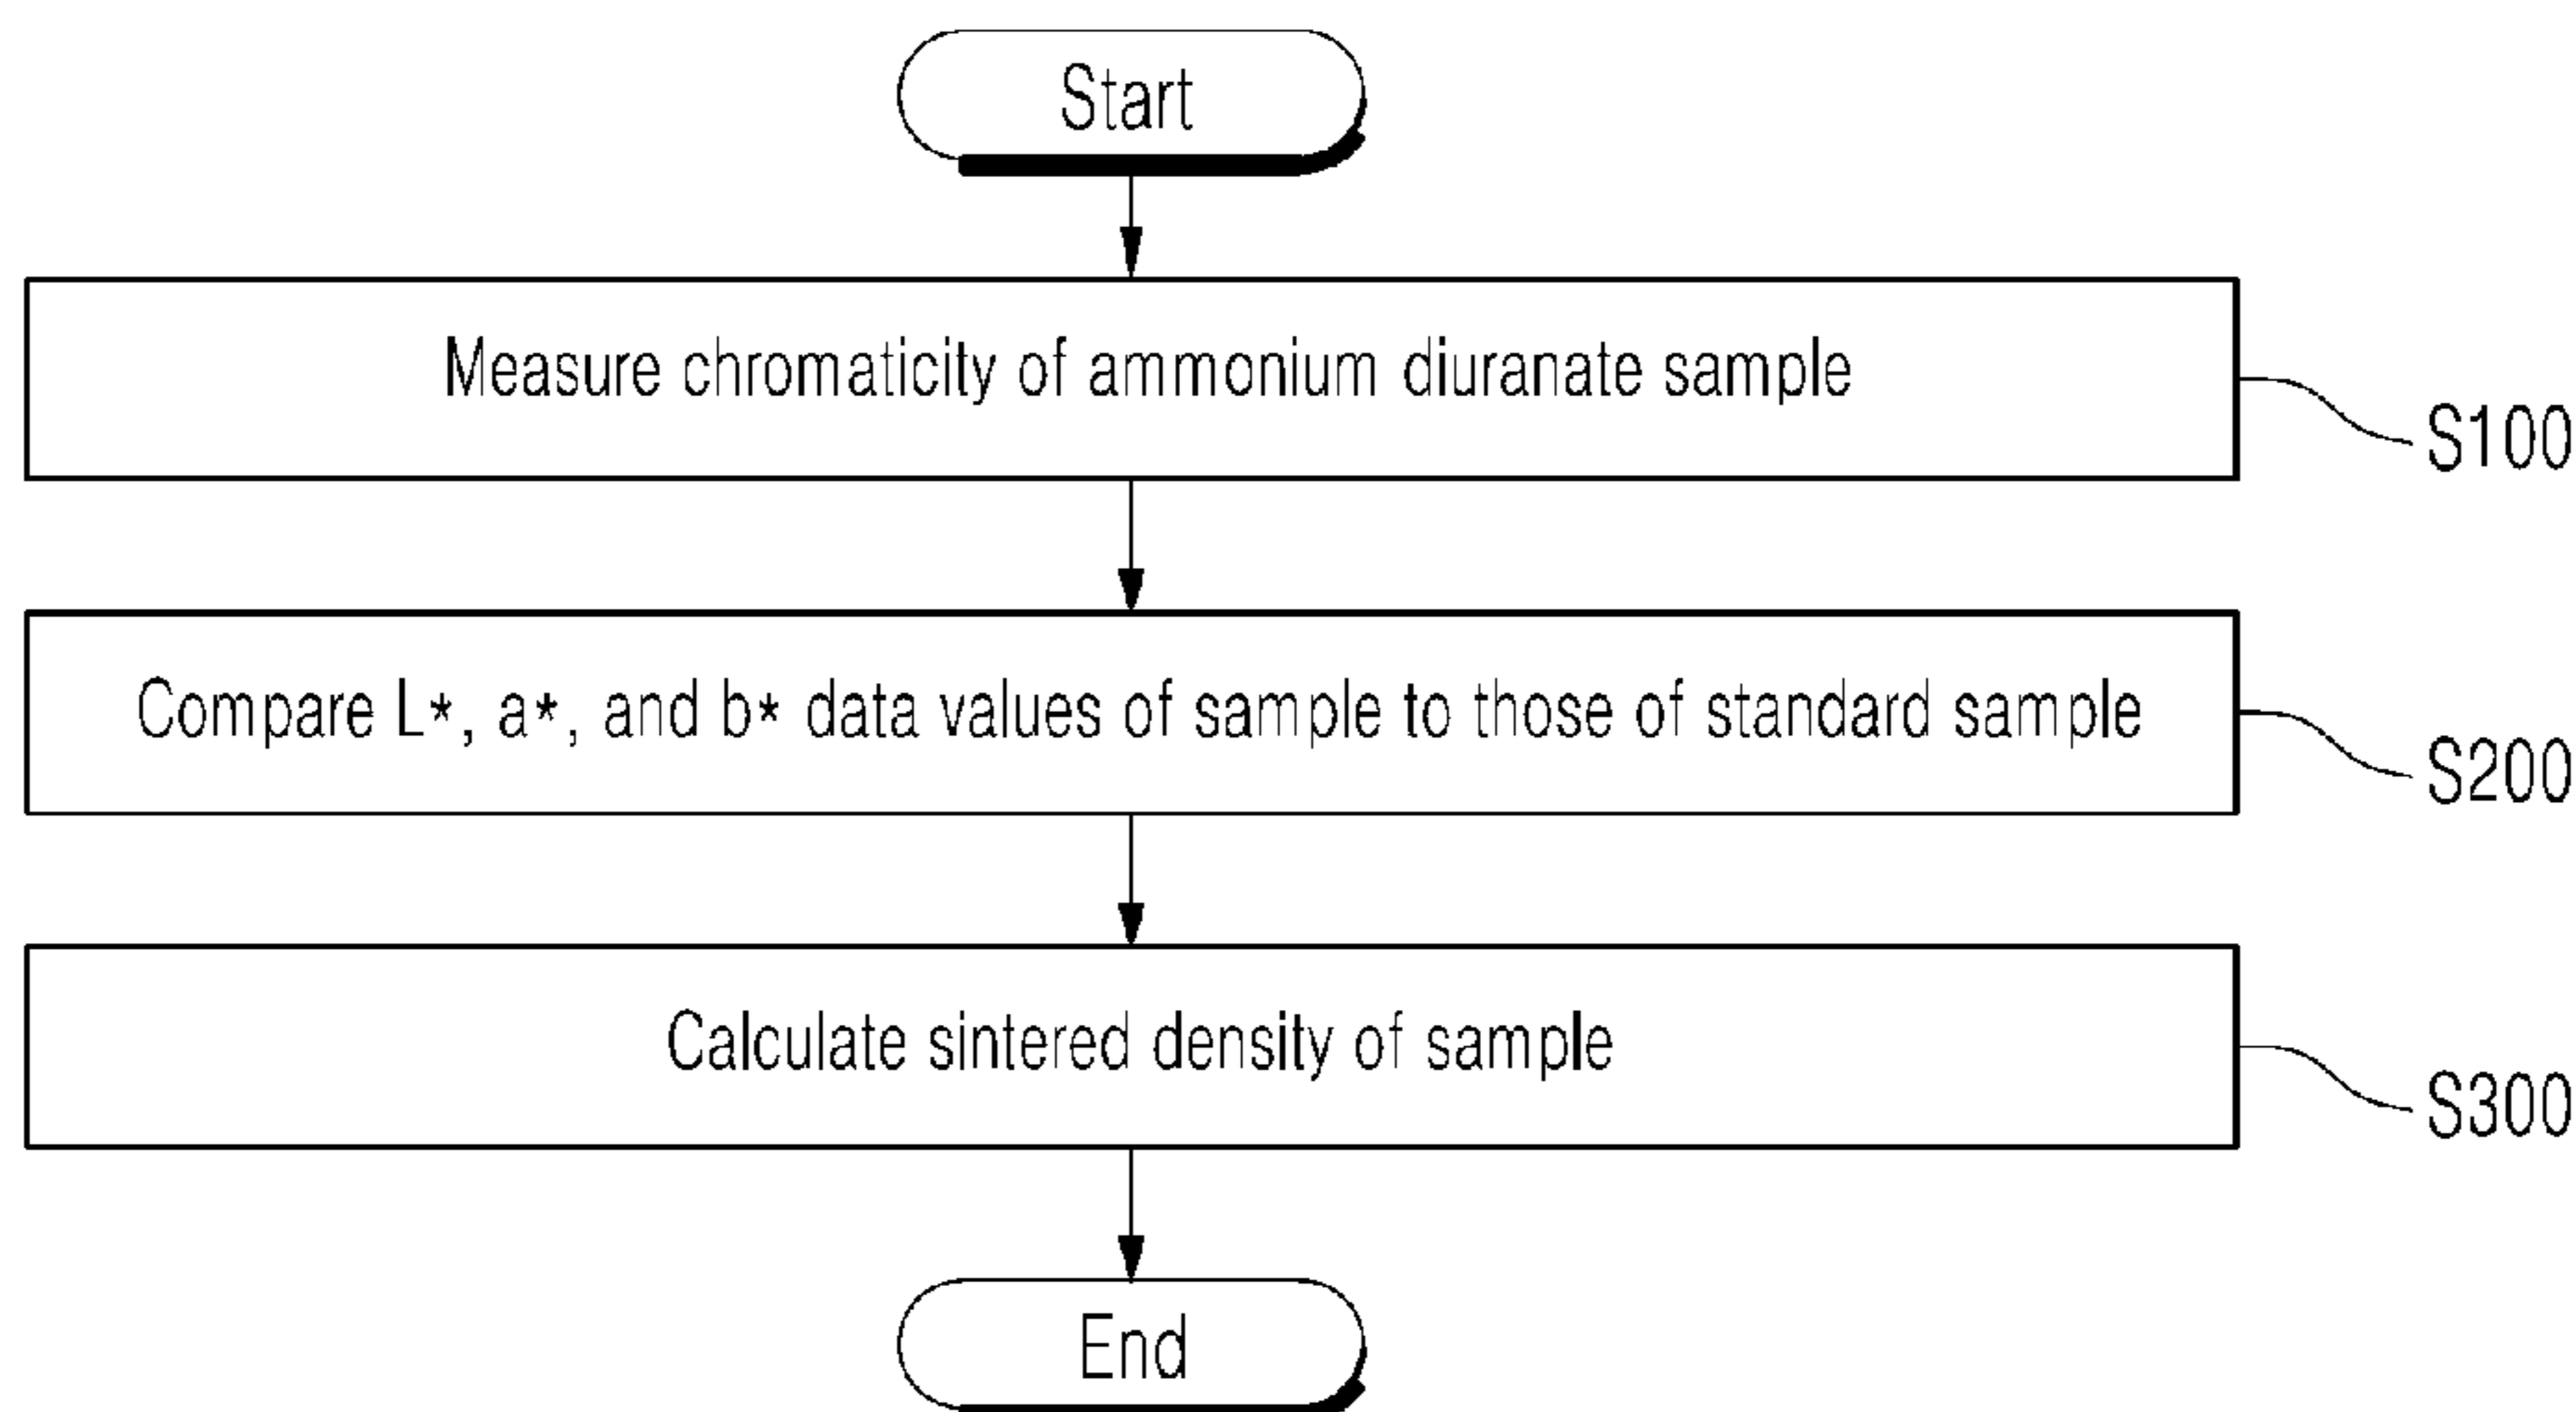 Start
Measure chromaticity of ammonium diuranate sample
S100
Compare L*, a*, and b* data values of sample to those of standard sample
S200
Calculate sintered density of sample
S300
End